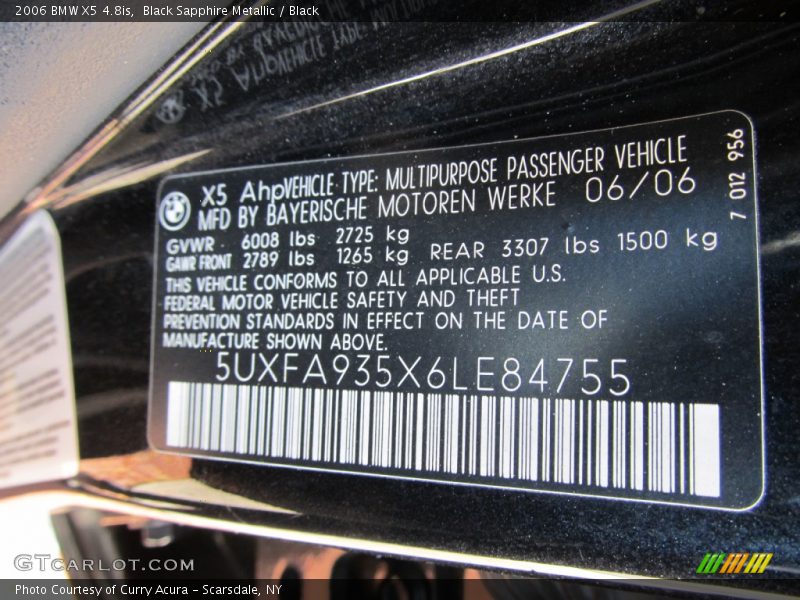 2006 BMW X5 4.8is,  Black Sapphire Metallic / Black
X5 AhpVEHICLE TYPE: MULTIPURPOSE PASSENGER VEHICLE
MFD BY BAYERISCHE MOTOREN WERKE 06/06
7 012 956
GVWR 6008 lbs 2725 kg
GAWR FRONT 2789 lbs 1265 kg REAR 3307 lbs 1500 kg
THIS VEHICLE CONFORMS TO ALL APPLICABLE U.S.
FEDERAL MOTOR VEHICLE SAFETY AND THEFT
PREVENTION STANDARDS IN EFFECT ON THE DATE OF
MANUFACTURE SHOWN ABOVE.
5UXFA935X6LE84755
GTCARLOT.COM
Photo Courtesy of Curry Acura – Scarsdale, NY